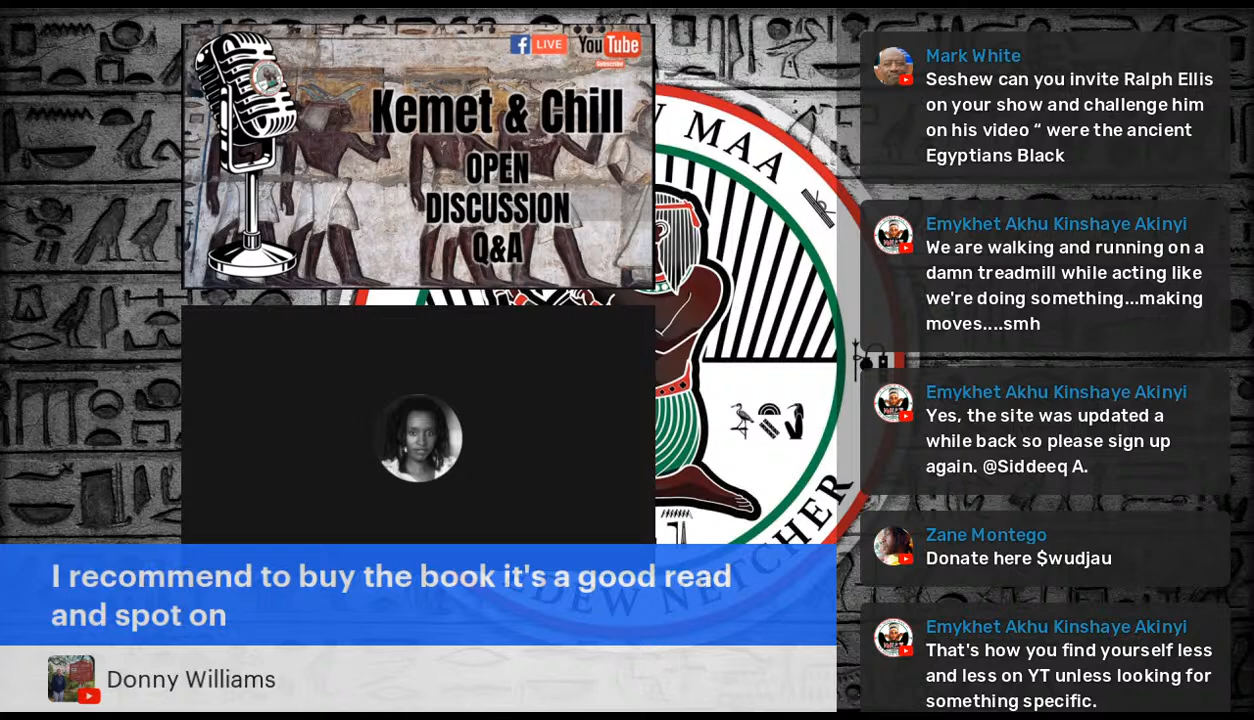 LIVE
YouTube
Subscribe
Kemet & Chill
OPEN
DISCUSSION
Q&A
MAA
NETCHER
EDEW NETCHER
I recommend to buy the book it's a good read
and spot on
Donny Williams
Mark White
Seshew can you invite Ralph Ellis
on your show and challenge him
on his video “ were the ancient
Egyptians Black
Emykhet Akhu Kinshaye Akinyi
We are walking and running on a
damn treadmill while acting like
we're doing something...making
moves....smh
Emykhet Akhu Kinshaye Akinyi
Yes, the site was updated a
while back so please sign up
again. @Siddeeq A.
Zane Montego
Donate here $wudjau
Emykhet Akhu Kinshaye Akinyi
That's how you find yourself less
and less on YT unless looking for
something specific.